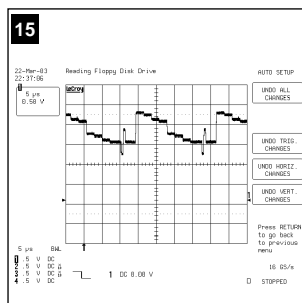 15
22-Mar-03
22:37:06
Reading Floppy Disk Drive
AUTO SETUP
1
5 µs
0.50 V
LeCroy
UNDO ALL
CHANGES
UNDO TRIG.
CHANGES
UNDO HORIZ.
CHANGES
UNDO VERT.
CHANGES
Press RETURN
to go back
to previous
menu
5 µs BWL
1 .5 V DC
2 .5 V DC
3 .5 V DC
4 .5 V DC
1 DC 0.08 V
STOPPED